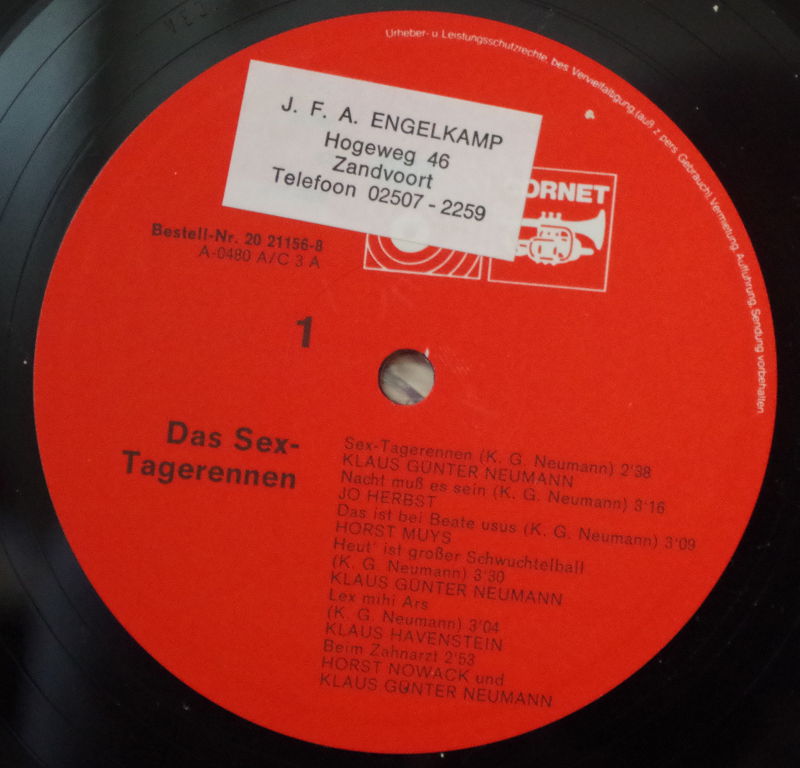 Urheber- u. Leistungsschutzrechte, bes. Vervielfältigung (auß. z. pers. Gebrauch), Vermietung, Aufführung, Sendung vorbehalten
J. F. A. ENGELKAMP
Hogeweg 46
Zandvoort
Telefoon 02507 - 2259
ORNET
Bestell-Nr. 20 21156-8
A-0480 A/C 3 A
1
Das Sex-
Tagerennen
Sex-Tagerennen (K. G. Neumann) 2'38
KLAUS GÜNTER NEUMANN
Nacht muß es sein (K. G. Neumann) 3'16
JO HERBST
Das ist bei Beate usus (K. G. Neumann) 3'09
HORST MUYS
Heut' ist großer Schwuchtelball
(K. G. Neumann) 3'30
KLAUS GÜNTER NEUMANN
Lex mihi Ars
(K. G. Neumann) 3'04
KLAUS HAVENSTEIN
Beim Zahnarzt 2'53
HORST NOWACK und
KLAUS GÜNTER NEUMANN